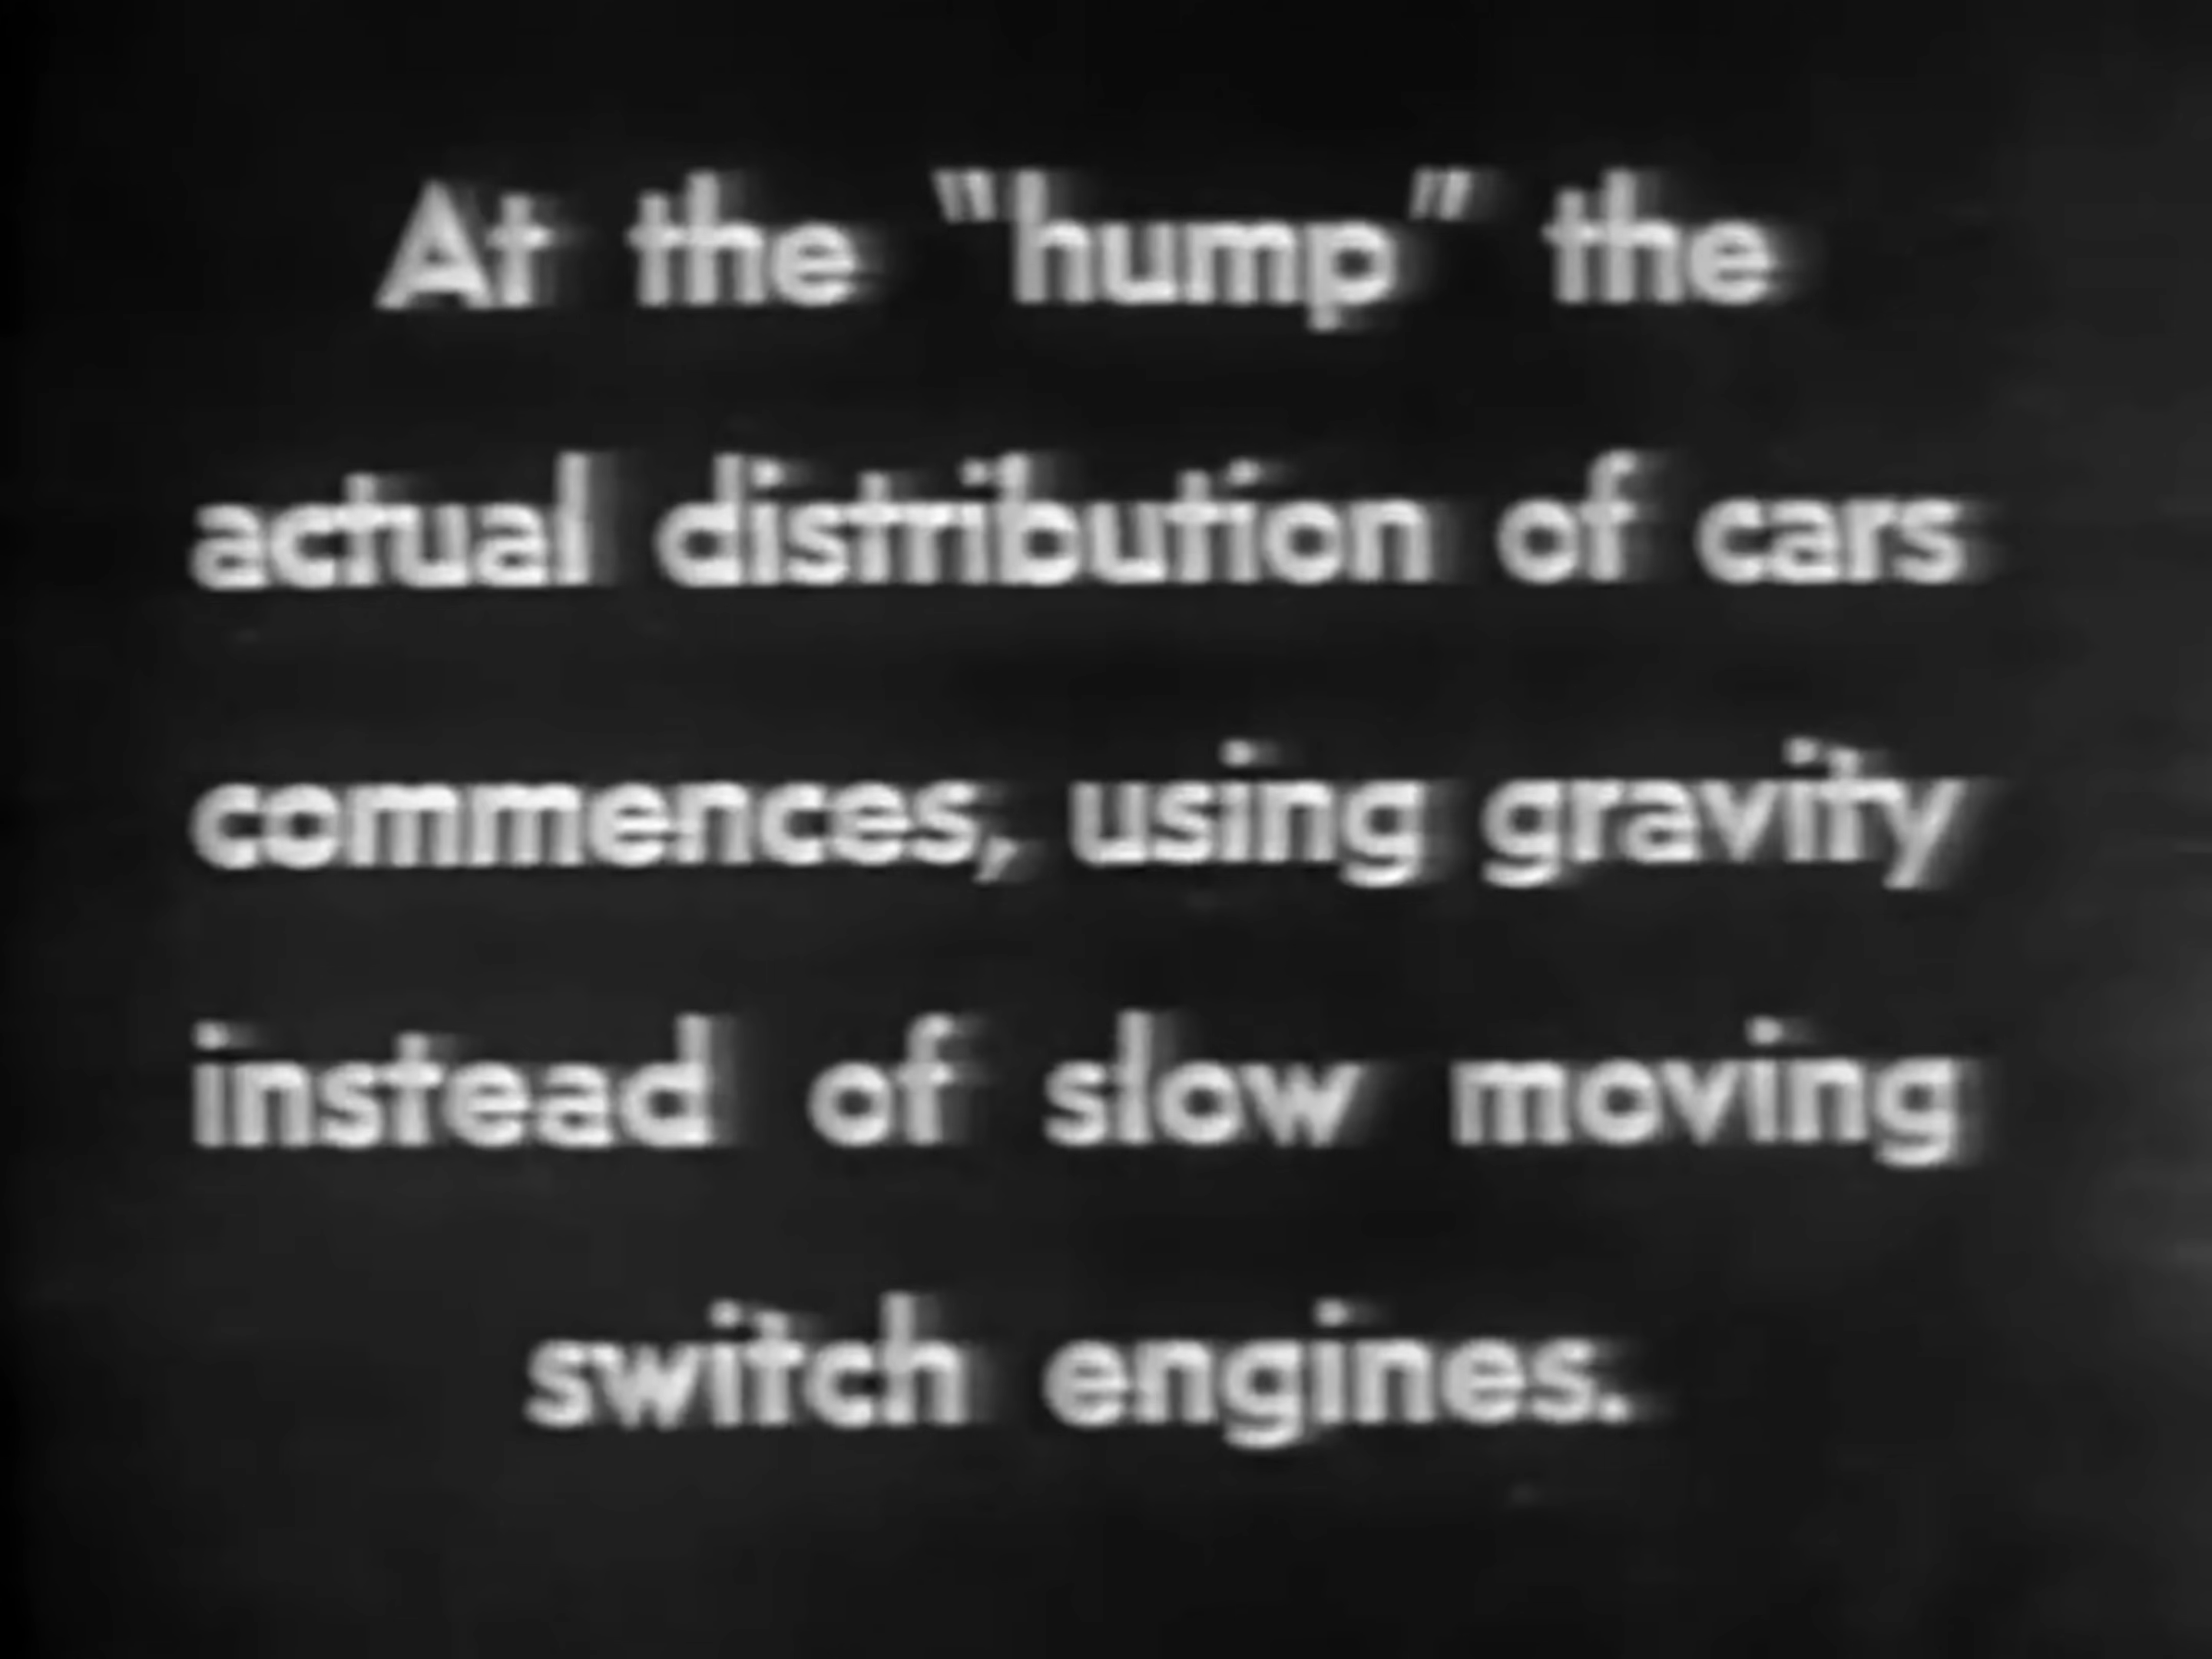 At the "hump" the
actual distribution of cars
commences, using gravity
instead of slow moving
switch engines.